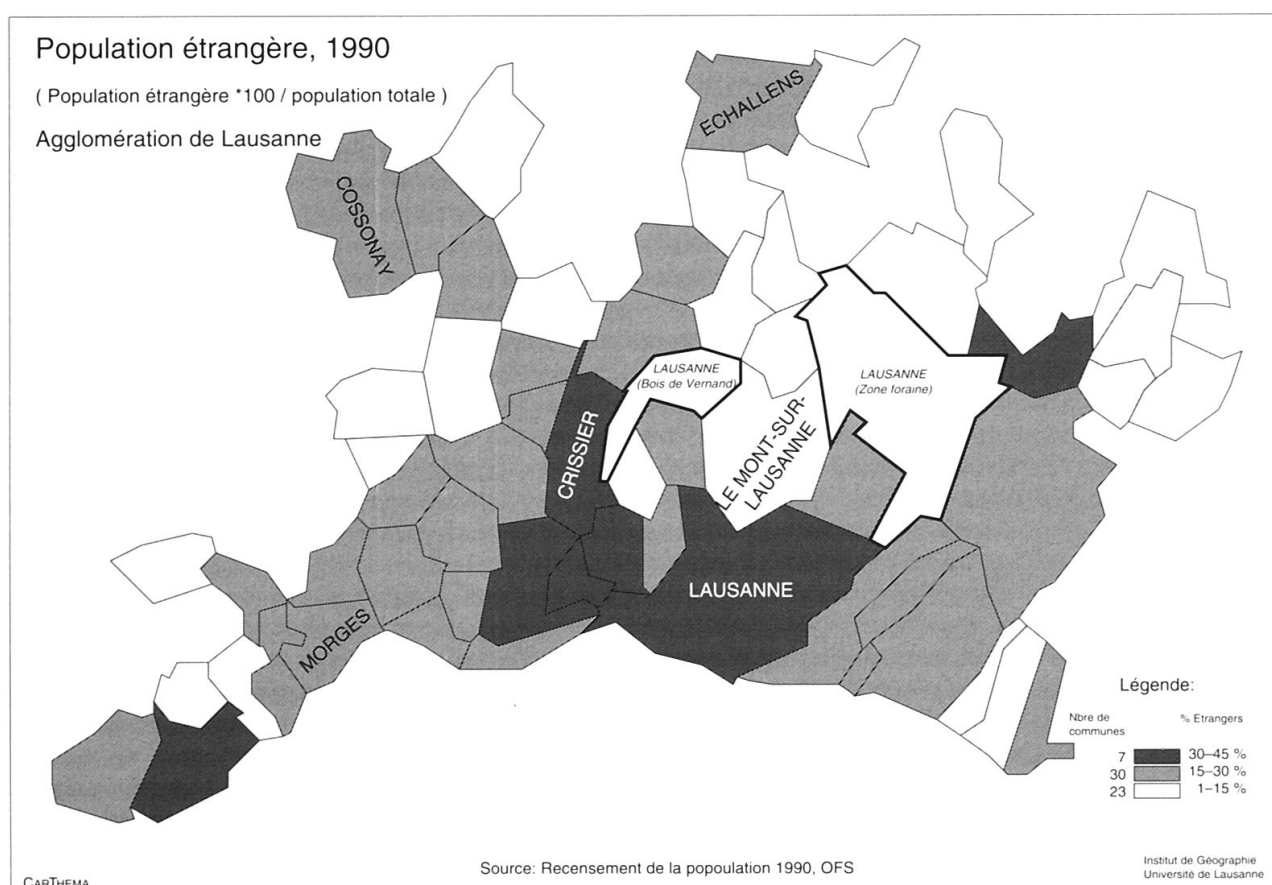 Population étrangère, 1990
( Population étrangère *100 / population totale )
Agglomération de Lausanne
ECHALLENS
COSSONAY
LAUSANNE
(Bois de Vernand)
LAUSANNE
(Zone foraine)
CRISSIER
LE MONT-SUR-
LAUSANNE
LAUSANNE
MORGES
Légende:
Nbre de
communes
% Etrangers
7 30–45 %
30 15–30 %
23 1–15 %
Source: Recensement de la popoulation 1990, OFS
Institut de Géographie
Université de Lausanne
CARTHEMA